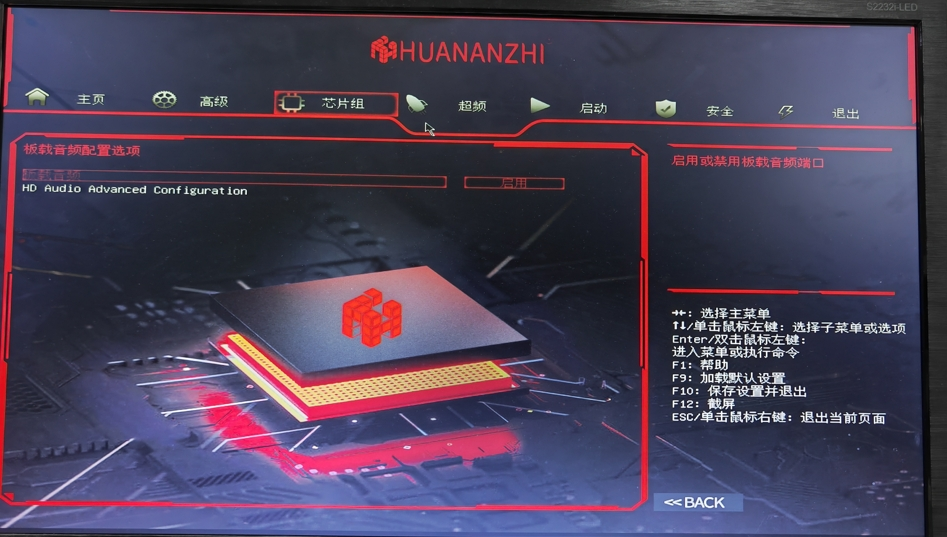 S2232i-LED
HUANANZHI
主页 高级 芯片组 超频 启动 安全 退出
板载音频配置选项
板载音频 启用
HD Audio Advanced Configuration
启用或禁用板载音频端口
→←: 选择主菜单
↑↓/单击鼠标左键: 选择子菜单或选项
Enter/双击鼠标左键:
进入菜单或执行命令
F1: 帮助
F9: 加载默认设置
F10: 保存设置并退出
F12: 截屏
ESC/单击鼠标右键: 退出当前页面
<<BACK